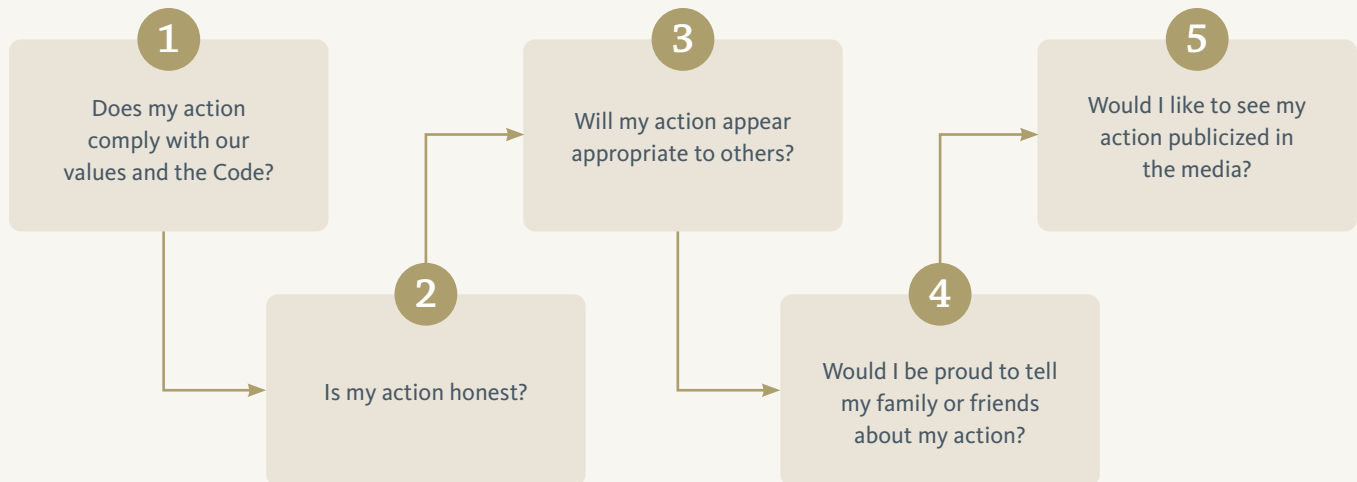 1
Does my action
comply with our
values and the Code?
2
Is my action honest?
3
Will my action appear
appropriate to others?
4
Would I be proud to tell
my family or friends
about my action?
5
Would I like to see my
action publicized in
the media?